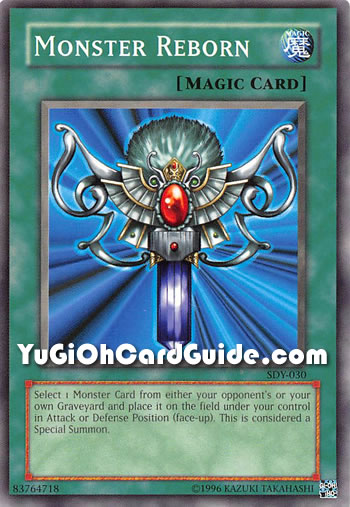 MONSTER REBORN
MAGIC
魔
[MAGIC CARD]
YuGiOhCardGuide.com
SDY-030
Select 1 Monster Card from either your opponent's or your
own Graveyard and place it on the field under your control
in Attack or Defense Position (face-up). This is considered a
Special Summon.
83764718
©1996 KAZUKI TAKAHASHI